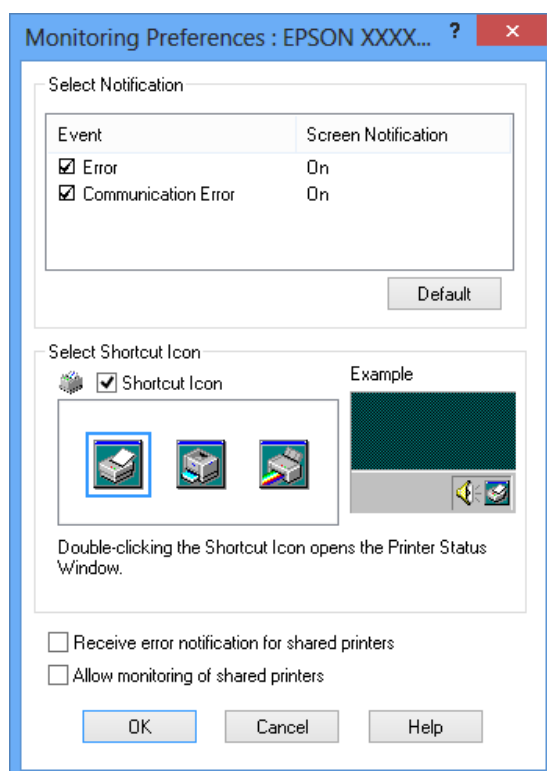 Monitoring Preferences : EPSON XXXX... ? ×
Select Notification
Event Screen Notification
Error On
Communication Error On
Default
Select Shortcut Icon
Shortcut Icon
Example
Double-clicking the Shortcut Icon opens the Printer Status
Window.
Receive error notification for shared printers
Allow monitoring of shared printers
OK Cancel Help